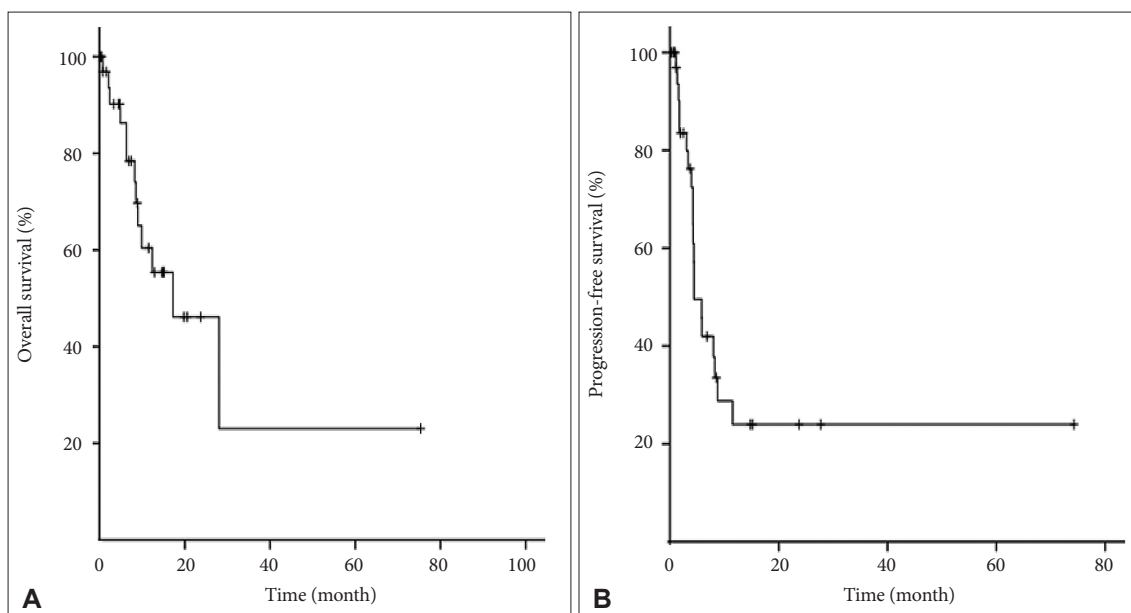 100
80
60
40
20
Overall survival (%)
0 20 40 60 80 100
Time (month)
A
100
80
60
40
20
Progression-free survival (%)
0 20 40 60 80
Time (month)
B